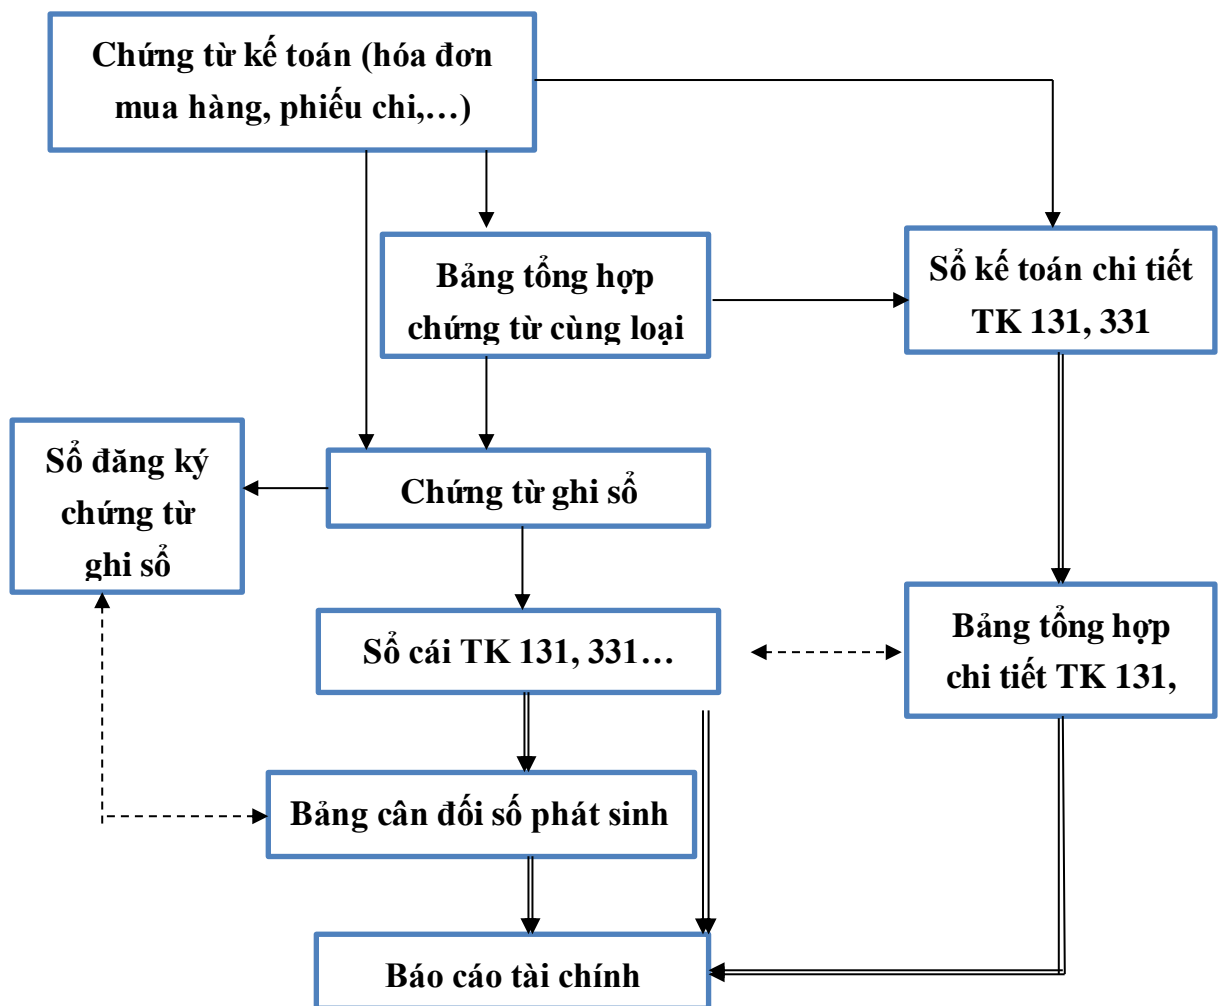 Chứng từ kế toán (hóa đơn
mua hàng, phiếu chi,…)
Bảng tổng hợp
chứng từ cùng loại
Sổ kế toán chi tiết
TK 131, 331
Sổ đăng ký
chứng từ
ghi sổ
Chứng từ ghi sổ
Sổ cái TK 131, 331…
Bảng tổng hợp
chi tiết TK 131,
Bảng cân đối số phát sinh
Báo cáo tài chính